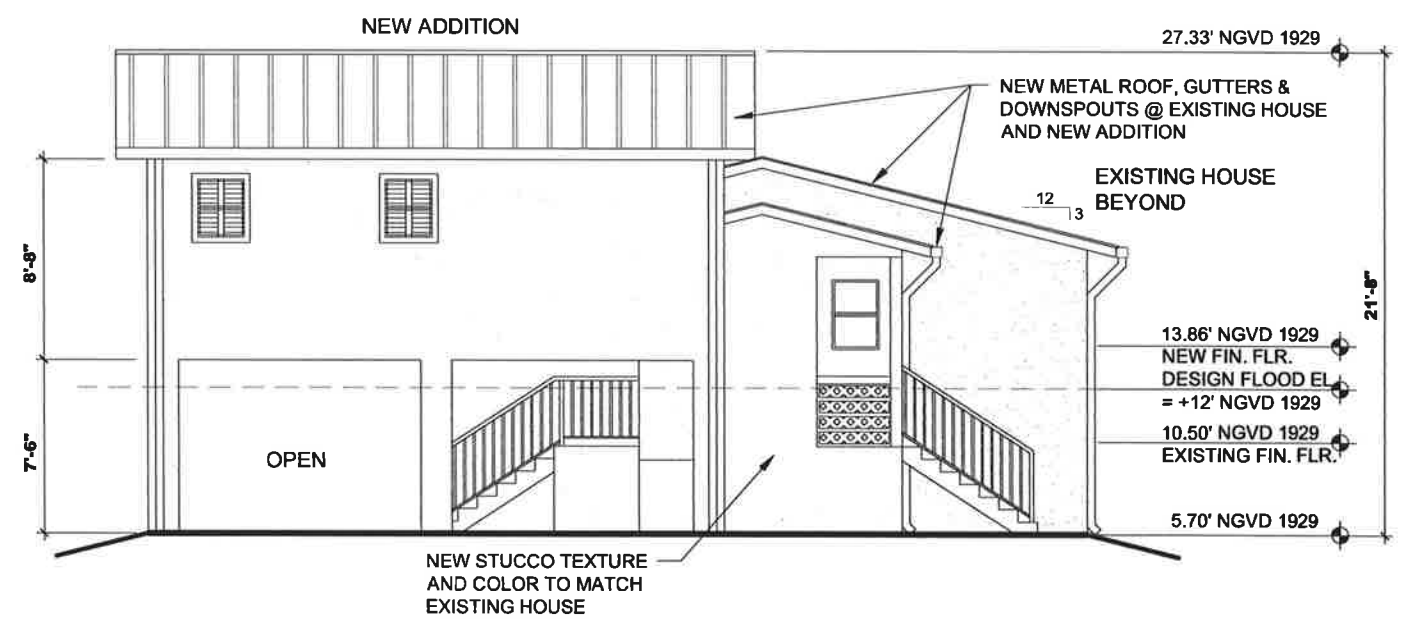 NEW ADDITION
27.33' NGVD 1929
NEW METAL ROOF, GUTTERS &
DOWNSPOUTS @ EXISTING HOUSE
AND NEW ADDITION
EXISTING HOUSE
BEYOND
12
3
8'-8"
21'-8"
13.86' NGVD 1929
NEW FIN. FLR.
DESIGN FLOOD EL.
= +12' NGVD 1929
10.50' NGVD 1929
EXISTING FIN. FLR.
7'-6"
OPEN
5.70' NGVD 1929
NEW STUCCO TEXTURE
AND COLOR TO MATCH
EXISTING HOUSE